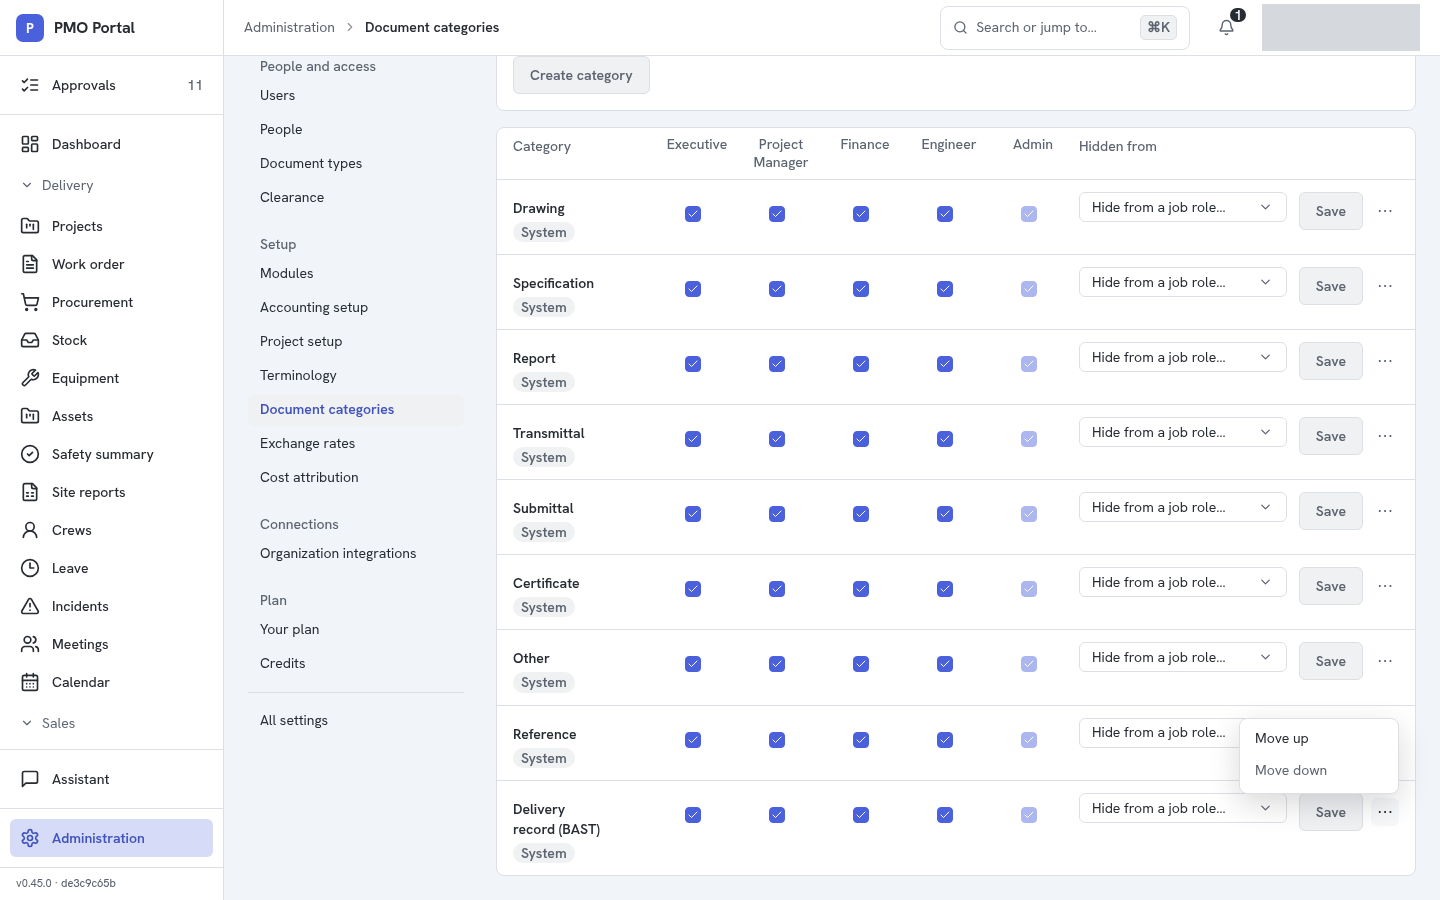 P PMO Portal
Administration > Document categories
Search or jump to...
⌘K
1
Approvals 11
Dashboard
Delivery
Projects
Work order
Procurement
Stock
Equipment
Assets
Safety summary
Site reports
Crews
Leave
Incidents
Meetings
Calendar
Sales
Assistant
Administration
v0.45.0 · de3c9c65b
People and access
Users
People
Document types
Clearance
Setup
Modules
Accounting setup
Project setup
Terminology
Document categories
Exchange rates
Cost attribution
Connections
Organization integrations
Plan
Your plan
Credits
All settings
Create category
Category Executive Project Manager Finance Engineer Admin Hidden from
Drawing
System
Hide from a job role... Save ...
Specification
System
Hide from a job role... Save ...
Report
System
Hide from a job role... Save ...
Transmittal
System
Hide from a job role... Save ...
Submittal
System
Hide from a job role... Save ...
Certificate
System
Hide from a job role... Save ...
Other
System
Hide from a job role... Save ...
Reference
System
Hide from a job role...
Move up
Move down
Delivery
record (BAST)
System
Hide from a job role... Save ...